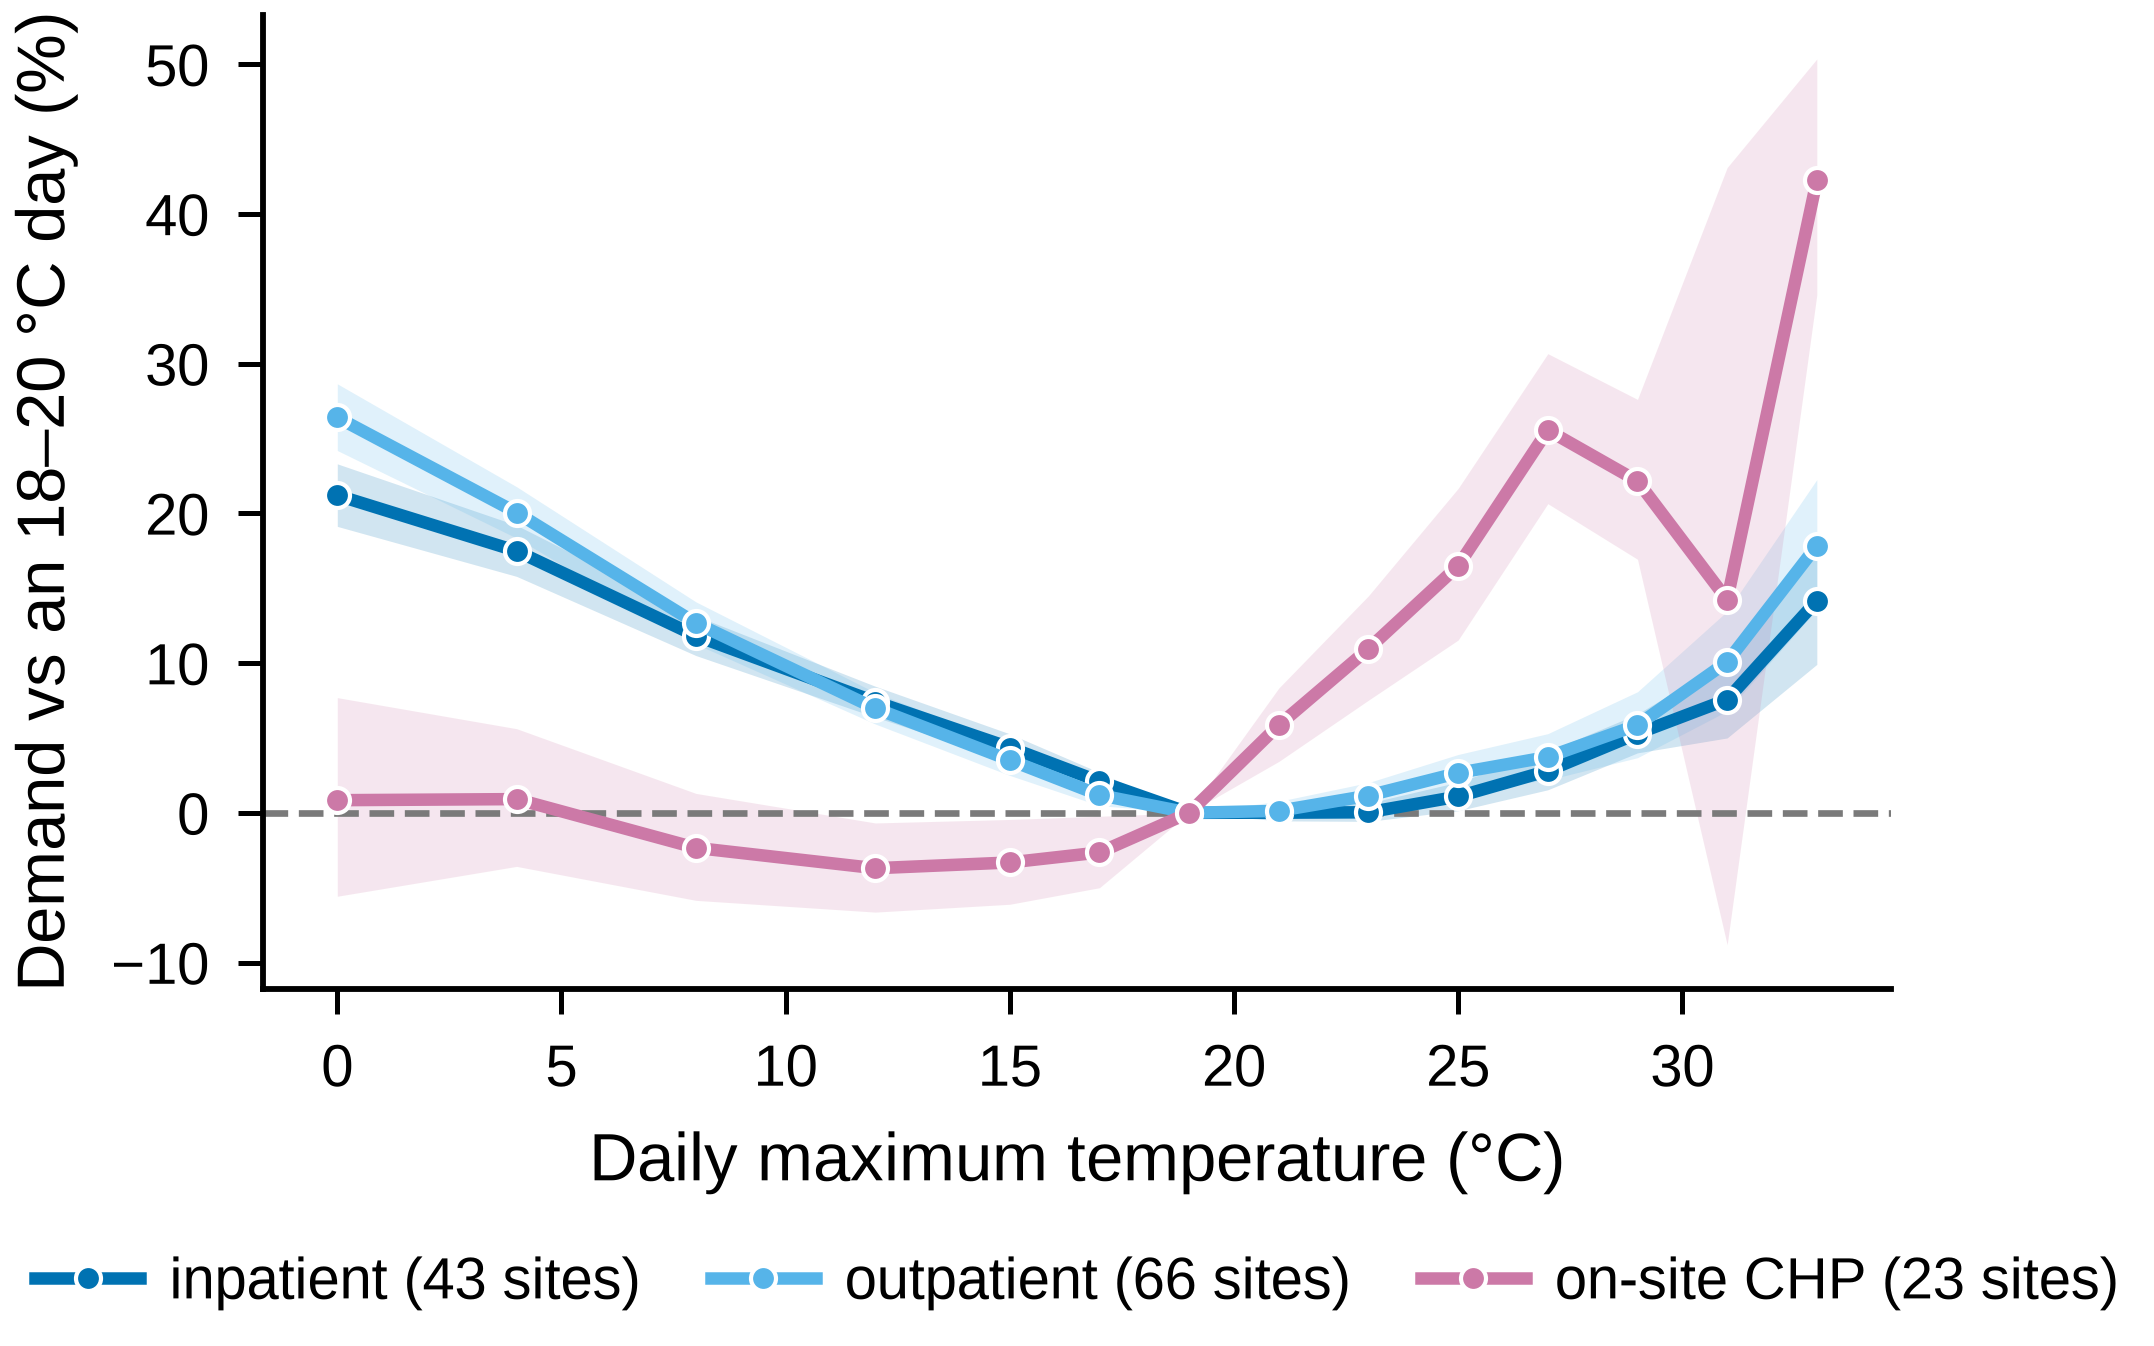 Demand vs an 18–20 °C day (%)
50
40
30
20
10
0
−10
0 5 10 15 20 25 30
Daily maximum temperature (°C)
inpatient (43 sites) outpatient (66 sites) on-site CHP (23 sites)